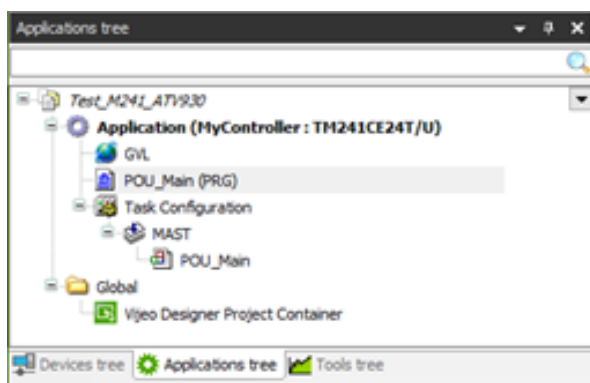 Applications tree
Test_M241_ATV930
Application (MyController : TM241CE24T/U)
GVL
POU_Main (PRG)
Task Configuration
MAST
POU_Main
Global
Vijeo Designer Project Container
Devices tree Applications tree Tools tree